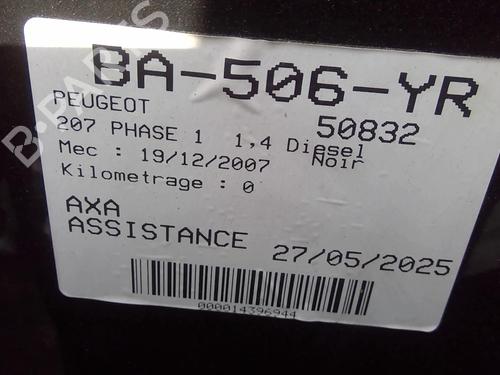 BA-506-YR
PEUGEOT 50832
207 PHASE 1 1,4 Diesel
Mec : 19/12/2007 Noir
Kilometrage : 0
AXA
ASSISTANCE 27/05/2025
000014396944
B-PARTS